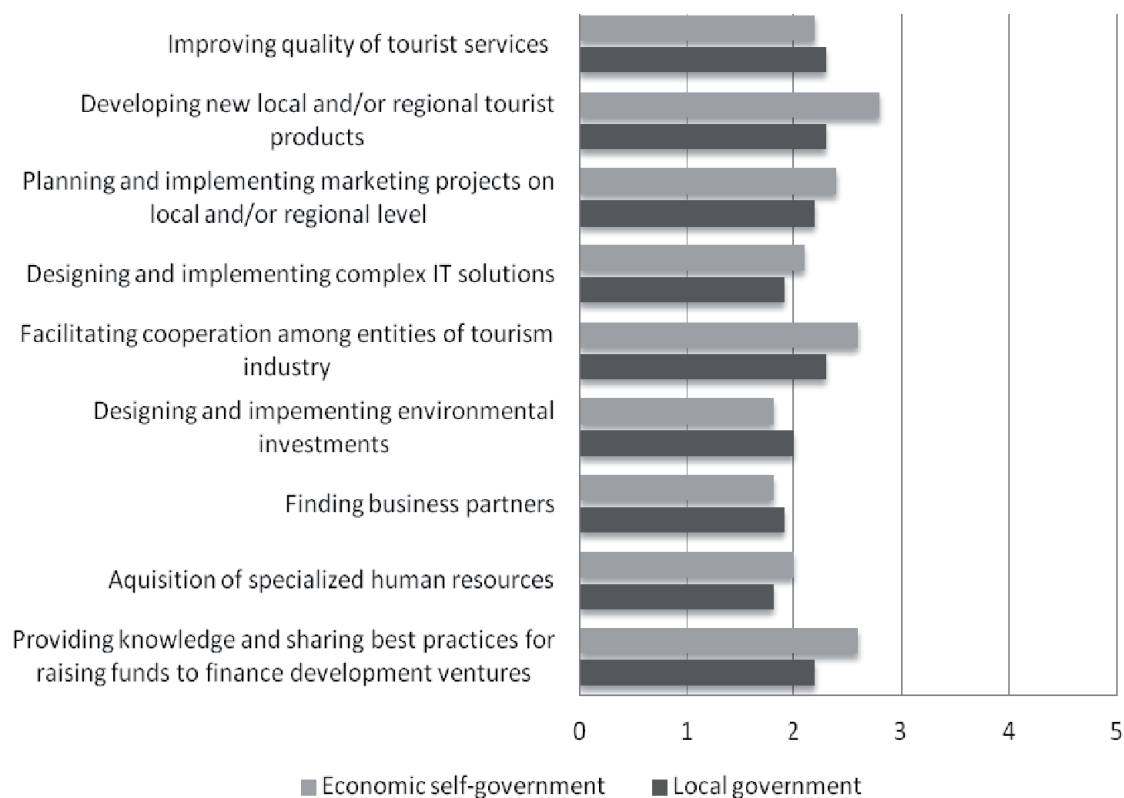 Improving quality of tourist services
Developing new local and/or regional tourist
products
Planning and implementing marketing projects on
local and/or regional level
Designing and implementing complex IT solutions
Facilitating cooperation among entities of tourism
industry
Designing and impementing environmental
investments
Finding business partners
Aquisition of specialized human resources
Providing knowledge and sharing best practices for
raising funds to finance development ventures
0 1 2 3 4 5
Economic self-government Local government